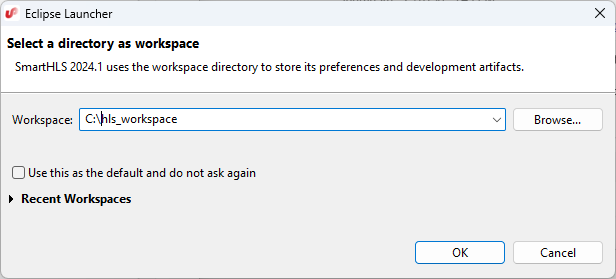 Eclipse Launcher
Select a directory as workspace
SmartHLS 2024.1 uses the workspace directory to store its preferences and development artifacts.
Workspace: C:\hls_workspace Browse...
Use this as the default and do not ask again
Recent Workspaces
OK Cancel